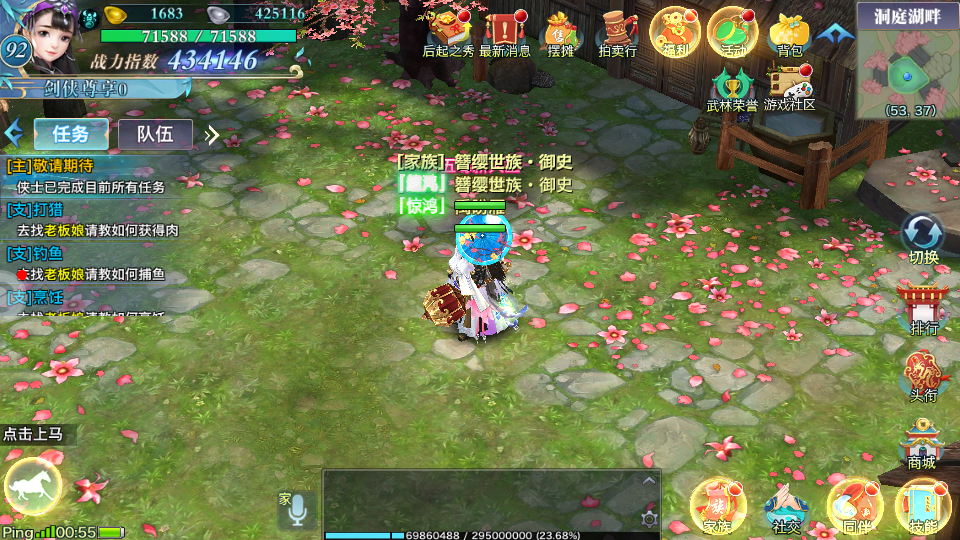 1683
425116
71588 / 71588
92
战力指数 434146
剑侠尊享0
后起之秀
最新消息
摆摊
拍卖行
福利
活动
背包
武林荣誉
游戏社区
洞庭湖畔
(53, 37)
任务
队伍
[主]敬请期待
侠士已完成目前所有任务
[支]打猎
去找老板娘请教如何获得肉
[支]钓鱼
去找老板娘请教如何捕鱼
[支]烹饪
[家族] 簪缨世族·御史
簪缨世族·御史
「惊鸿」
切换
排行
头衔
商城
点击上马
家
家族
社交
同伴
技能
Ping
00:55
69860488 / 295000000 (23.68%)